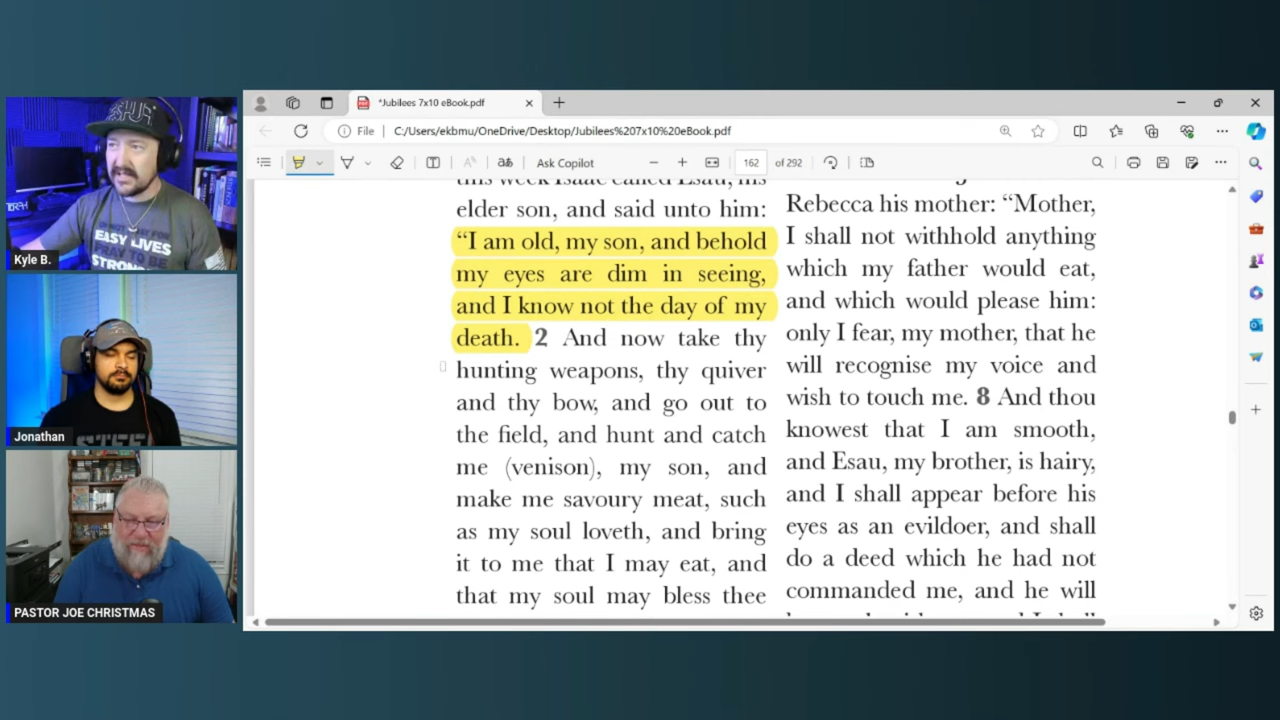 *Jubilees 7x10 eBook.pdf
File
C:/Users/ekbmu/OneDrive/Desktop/Jubilees%207x10%20eBook.pdf
Ask Copilot
162
of 292
this week Isaac called Esau, his
elder son, and said unto him:
“I am old, my son, and behold
my eyes are dim in seeing,
and I know not the day of my
death. 2 And now take thy
hunting weapons, thy quiver
and thy bow, and go out to
the field, and hunt and catch
me (venison), my son, and
make me savoury meat, such
as my soul loveth, and bring
it to me that I may eat, and
that my soul may bless thee
Rebecca his mother: “Mother,
I shall not withhold anything
which my father would eat,
and which would please him:
only I fear, my mother, that he
will recognise my voice and
wish to touch me. 8 And thou
knowest that I am smooth,
and Esau, my brother, is hairy,
and I shall appear before his
eyes as an evildoer, and shall
do a deed which he had not
commanded me, and he will
EASY LIVES
Kyle B.
Jonathan
PASTOR JOE CHRISTMAS